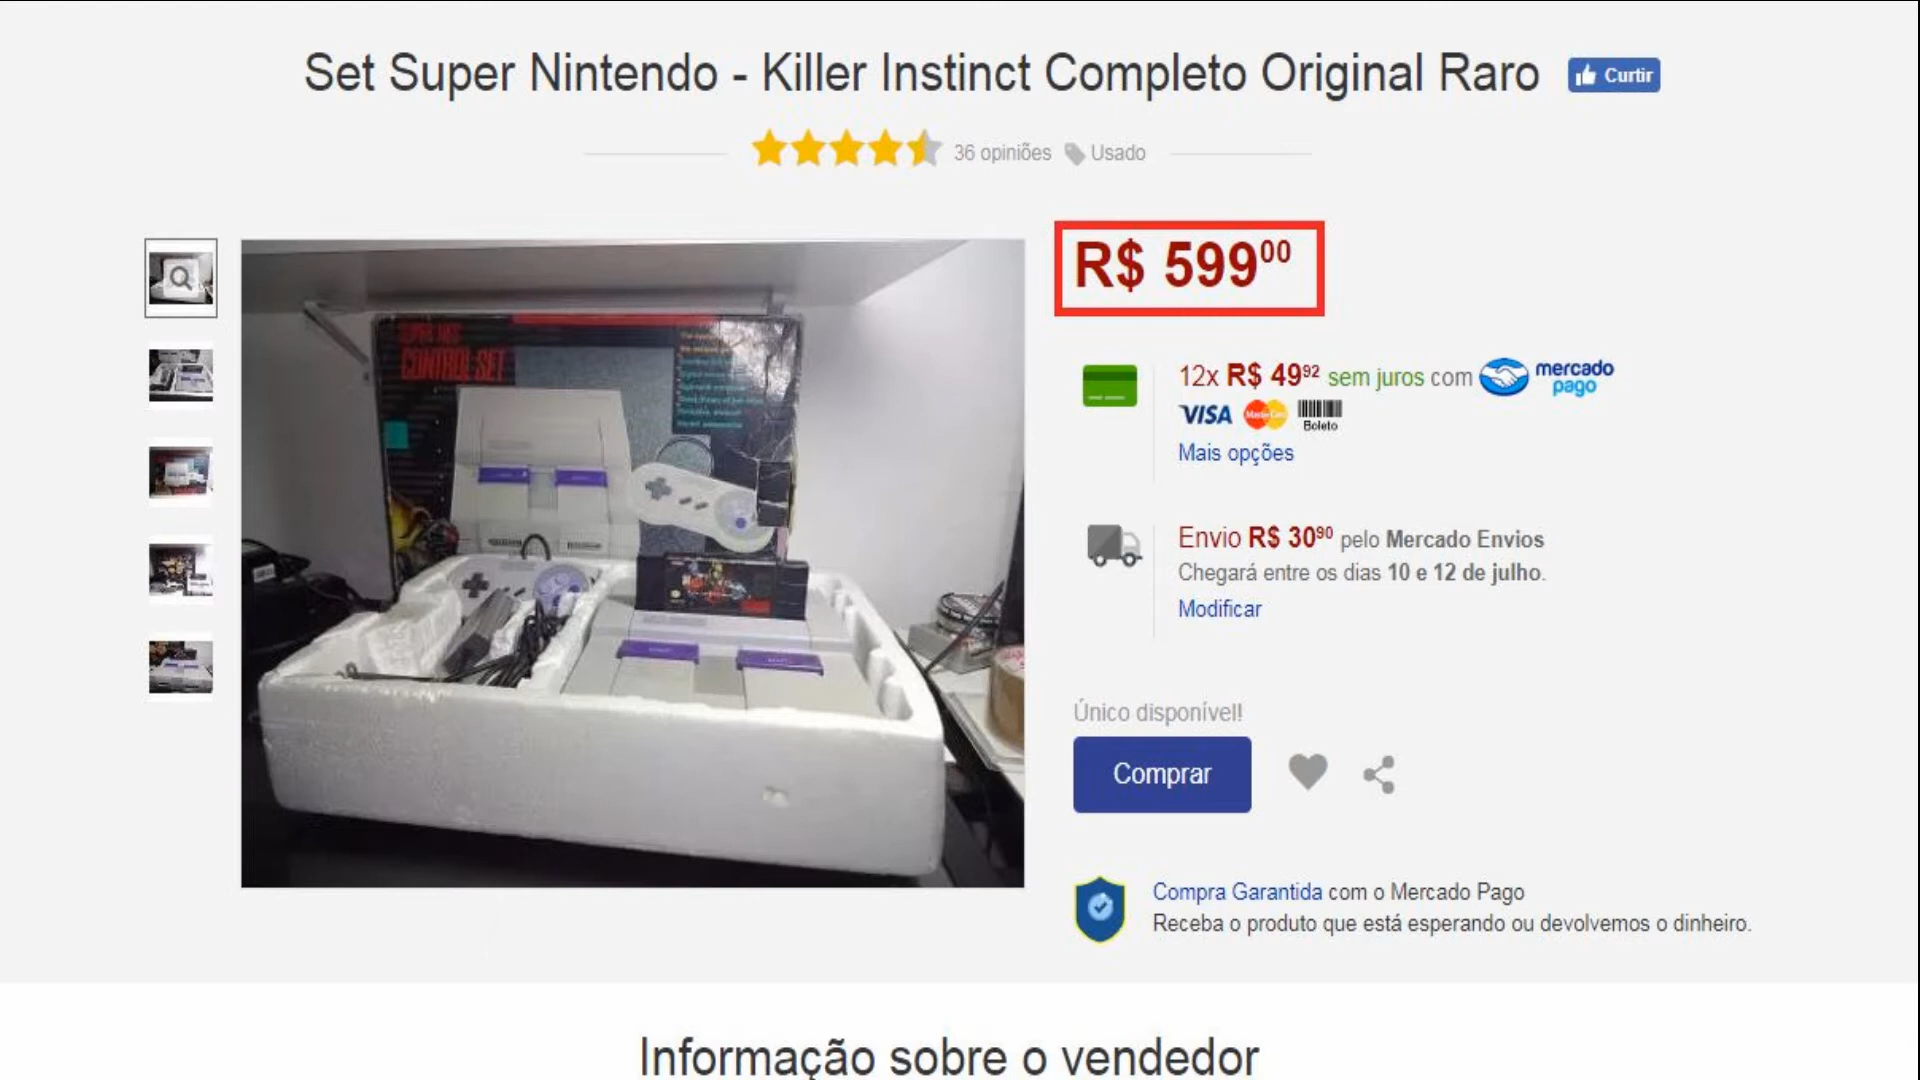 Set Super Nintendo - Killer Instinct Completo Original Raro
Curtir
36 opiniões Usado
R$ 599⁰⁰
12x R$ 49⁹² sem juros com mercado pago
VISA MasterCard Boleto
Mais opções
Envio R$ 30⁹⁰ pelo Mercado Envios
Chegará entre os dias 10 e 12 de julho.
Modificar
Único disponível!
Comprar
Compra Garantida com o Mercado Pago
Receba o produto que está esperando ou devolvemos o dinheiro.
CONTROL SET
Informação sobre o vendedor